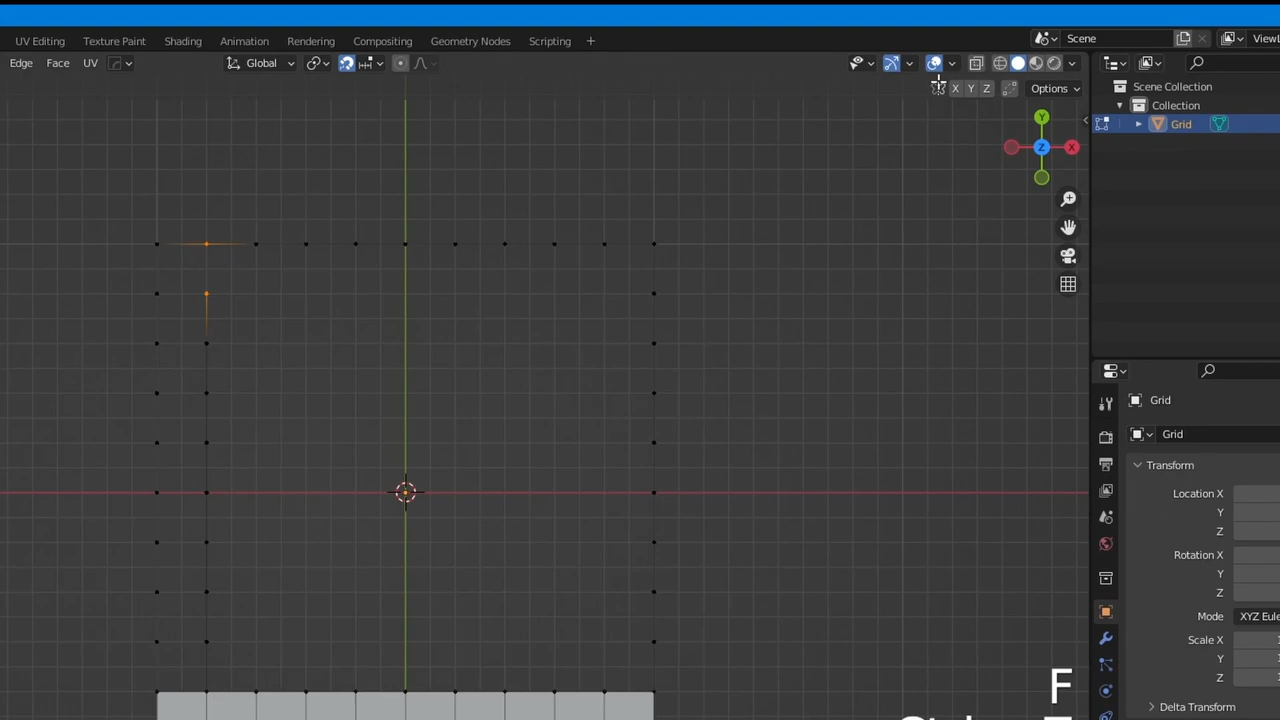 UV Editing Texture Paint Shading Animation Rendering Compositing Geometry Nodes Scripting + Scene
Edge Face UV Global
X Y Z Options
Scene Collection
Collection
Grid
Y
Z X
Grid
Grid
Transform
Location X
Y
Z
Rotation X
Y
Z
Mode XYZ Eule
Scale X
Y
Z
F
Delta Transform